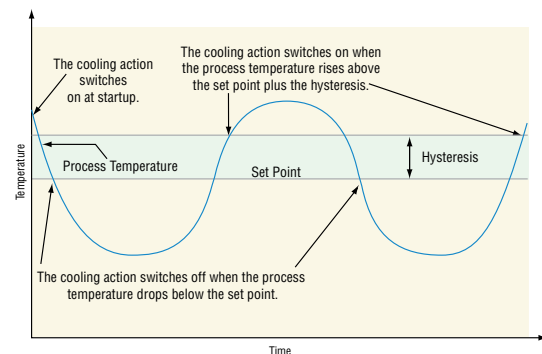 The cooling action
switches
on at startup.
The cooling action switches on when
the process temperature rises above
the set point plus the hysteresis.
Temperature
Process Temperature
Set Point
Hysteresis
The cooling action switches off when the process
temperature drops below the set point.
Time